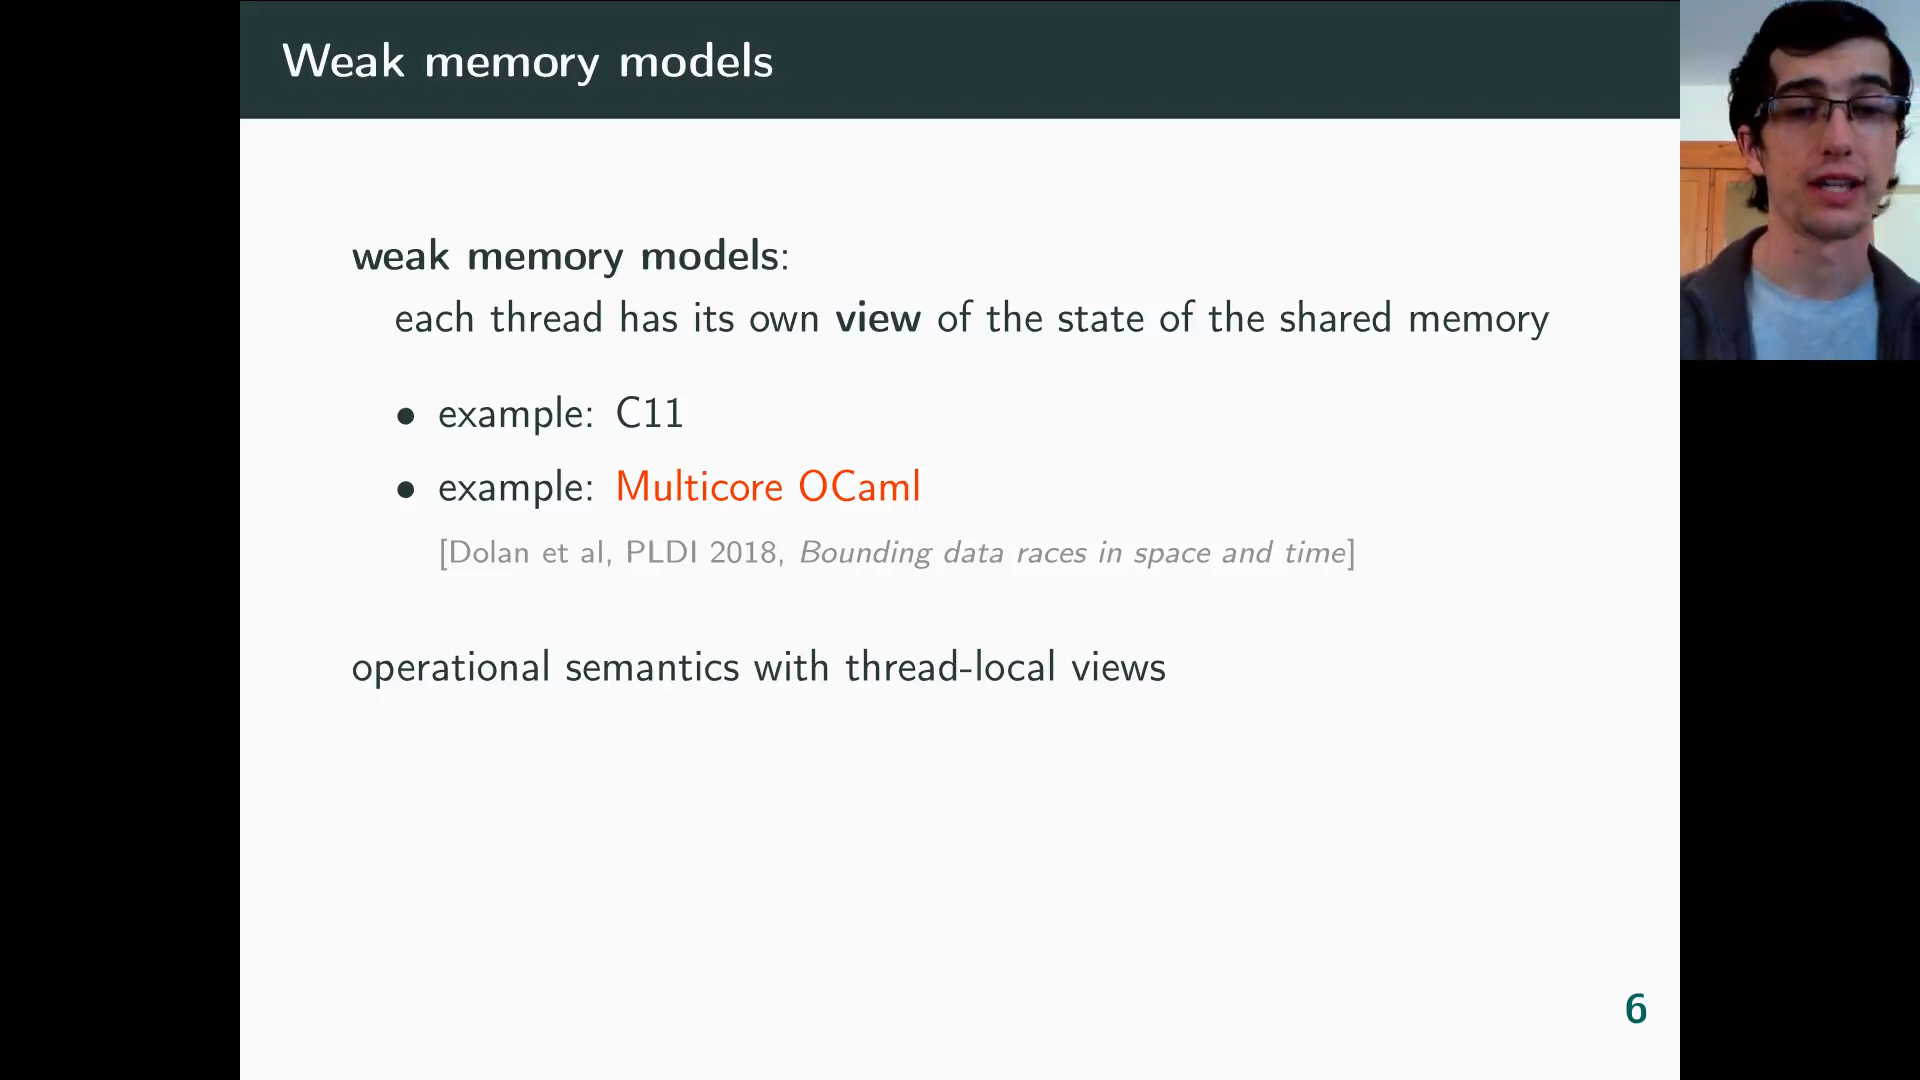 Weak memory models
weak memory models:
each thread has its own view of the state of the shared memory
• example: C11
• example: Multicore OCaml
[Dolan et al, PLDI 2018, Bounding data races in space and time]
operational semantics with thread-local views
6